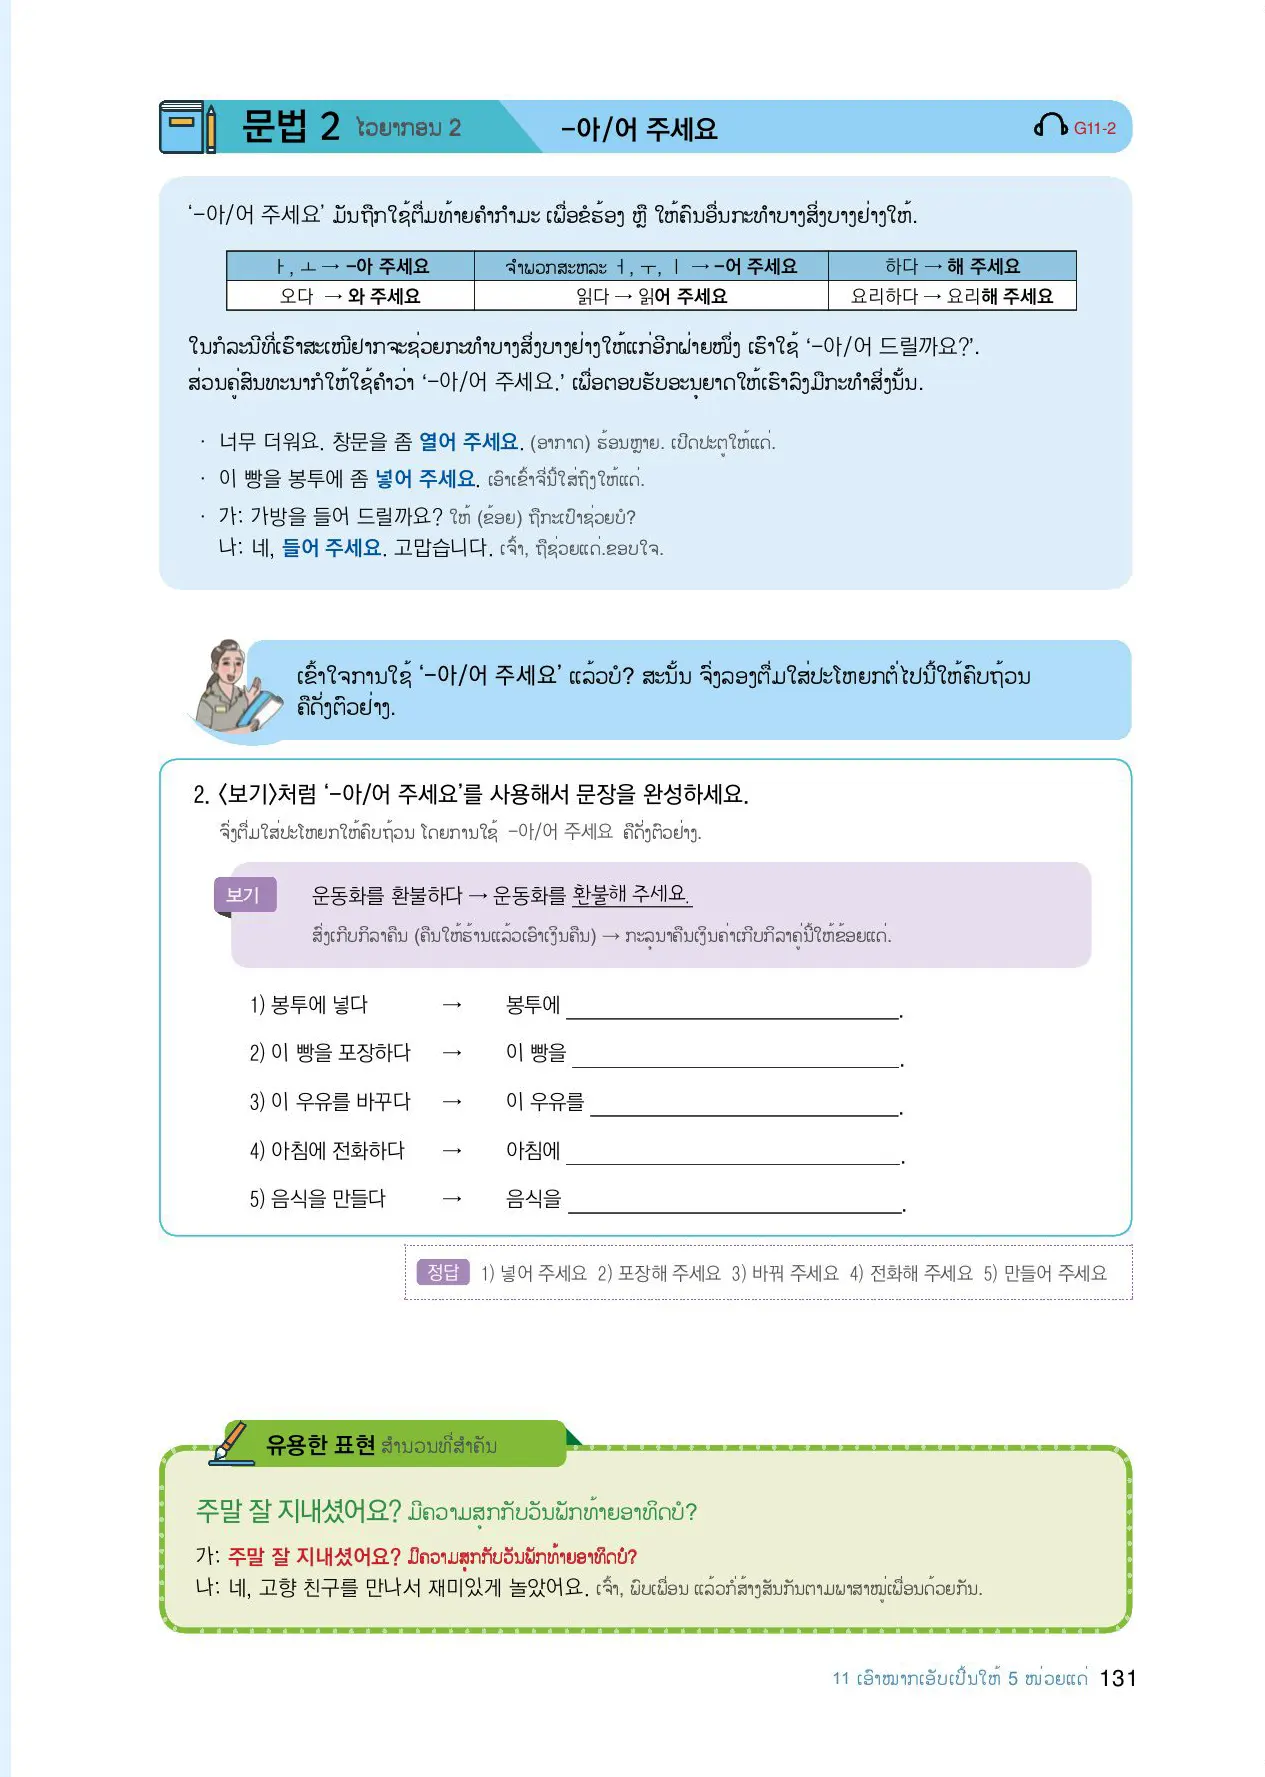 문법 2 ໄວຍາກອນ 2 -아/어 주세요 G11-2
‘-아/어 주세요’ ມັນຖືກໃຊ້ຕື່ມທ້າຍຄຳກຳມະ ເພື່ອຂໍຮ້ອງ ຫຼື ໃຫ້ຄົນອື່ນກະທຳບາງສິ່ງບາງຢ່າງໃຫ້.
ㅏ, ㅗ → -아 주세요 ຈຳພວກສະຫລະ ㅓ, ㅜ, ㅣ → -어 주세요 하다 → 해 주세요
오다 → 와 주세요 읽다 → 읽어 주세요 요리하다 → 요리해 주세요
ໃນກໍລະນີທີ່ເຮົາສະເໜີຢາກຈະຊ່ວຍກະທຳບາງສິ່ງບາງຢ່າງໃຫ້ແກ່ອີກຝ່າຍໜຶ່ງ ເຮົາໃຊ້ ‘-아/어 드릴까요?’.
ສ່ວນຄູ່ສົນທະນາກໍໃຫ້ໃຊ້ຄຳວ່າ ‘-아/어 주세요.’ ເພື່ອຕອບຮັບອະນຸຍາດໃຫ້ເຮົາລົງມືກະທຳສິ່ງນັ້ນ.
· 너무 더워요. 창문을 좀 열어 주세요. (ອາກາດ) ຮ້ອນຫຼາຍ. ເປີດປະຕູໃຫ້ແດ່.
· 이 빵을 봉투에 좀 넣어 주세요. ເອົາເຂົ້າຈີ່ນີ້ໃສ່ຖົງໃຫ້ແດ່.
· 가: 가방을 들어 드릴까요? ໃຫ້ (ຂ້ອຍ) ຖືກະເປົາຊ່ວຍບໍ?
나: 네, 들어 주세요. 고맙습니다. ເຈົ້າ, ຖືຊ່ວຍແດ່.ຂອບໃຈ.
ເຂົ້າໃຈການໃຊ້ ‘-아/어 주세요’ ແລ້ວບໍ? ສະນັ້ນ ຈົ່ງລອງຕື່ມໃສ່ປະໂຫຍກຕໍ່ໄປນີ້ໃຫ້ຄົບຖ້ວນ
ຄືດັ່ງຕົວຢ່າງ.
2. 〈보기〉처럼 ‘-아/어 주세요’를 사용해서 문장을 완성하세요.
ຈົ່ງຕື່ມໃສ່ປະໂຫຍກໃຫ້ຄົບຖ້ວນ ໂດຍການໃຊ້ -아/어 주세요 ຄືດັ່ງຕົວຢ່າງ.
보기 운동화를 환불하다 → 운동화를 환불해 주세요.
ສົ່ງເກີບກິລາຄືນ (ຄືນໃຫ້ຮ້ານແລ້ວເອົາເງິນຄືນ) → ກະລຸນາຄືນເງິນຄ່າເກີບກິລາຄູ່ນີ້ໃຫ້ຂ້ອຍແດ່.
1) 봉투에 넣다 → 봉투에 ____________.
2) 이 빵을 포장하다 → 이 빵을 ____________.
3) 이 우유를 바꾸다 → 이 우유를 ____________.
4) 아침에 전화하다 → 아침에 ____________.
5) 음식을 만들다 → 음식을 ____________.
정답 1) 넣어 주세요 2) 포장해 주세요 3) 바꿔 주세요 4) 전화해 주세요 5) 만들어 주세요
유용한 표현 ສຳນວນທີ່ສຳຄັນ
주말 잘 지내셨어요? ມີຄວາມສຸກກັບວັນພັກທ້າຍອາທິດບໍ?
가: 주말 잘 지내셨어요? ມີຄວາມສຸກກັບວັນພັກທ້າຍອາທິດບໍ?
나: 네, 고향 친구를 만나서 재미있게 놀았어요. ເຈົ້າ, ພົບເພື່ອນ ແລ້ວກໍ່ສ້າງສັນກັນຕາມພາສາໝູ່ເພື່ອນດ້ວຍກັນ.
11 ເອົາໝາກເອັບເປິ້ນໃຫ້ 5 ໜ່ວຍແດ່ 131